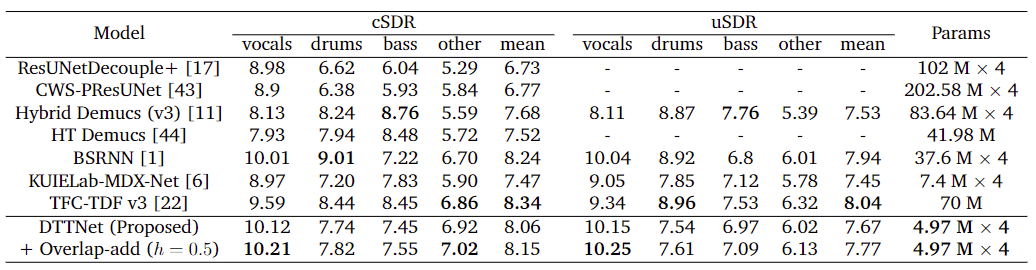 Model cSDR uSDR Params
vocals drums bass other mean vocals drums bass other mean
ResUNetDecouple+ [17] 8.98 6.62 6.04 5.29 6.73 - - - - - 102 M × 4
CWS-PResUNet [43] 8.9 6.38 5.93 5.84 6.77 - - - - - 202.58 M × 4
Hybrid Demucs (v3) [11] 8.13 8.24 8.76 5.59 7.68 8.11 8.87 7.76 5.39 7.53 83.64 M × 4
HT Demucs [44] 7.93 7.94 8.48 5.72 7.52 - - - - - 41.98 M
BSRNN [1] 10.01 9.01 7.22 6.70 8.24 10.04 8.92 6.8 6.01 7.94 37.6 M × 4
KUIELab-MDX-Net [6] 8.97 7.20 7.83 5.90 7.47 9.05 7.85 7.12 5.78 7.45 7.4 M × 4
TFC-TDF v3 [22] 9.59 8.44 8.45 6.86 8.34 9.34 8.96 7.53 6.32 8.04 70 M
DTTNet (Proposed) 10.12 7.74 7.45 6.92 8.06 10.15 7.54 6.97 6.02 7.67 4.97 M × 4
+ Overlap-add (h = 0.5) 10.21 7.82 7.55 7.02 8.15 10.25 7.61 7.09 6.13 7.77 4.97 M × 4